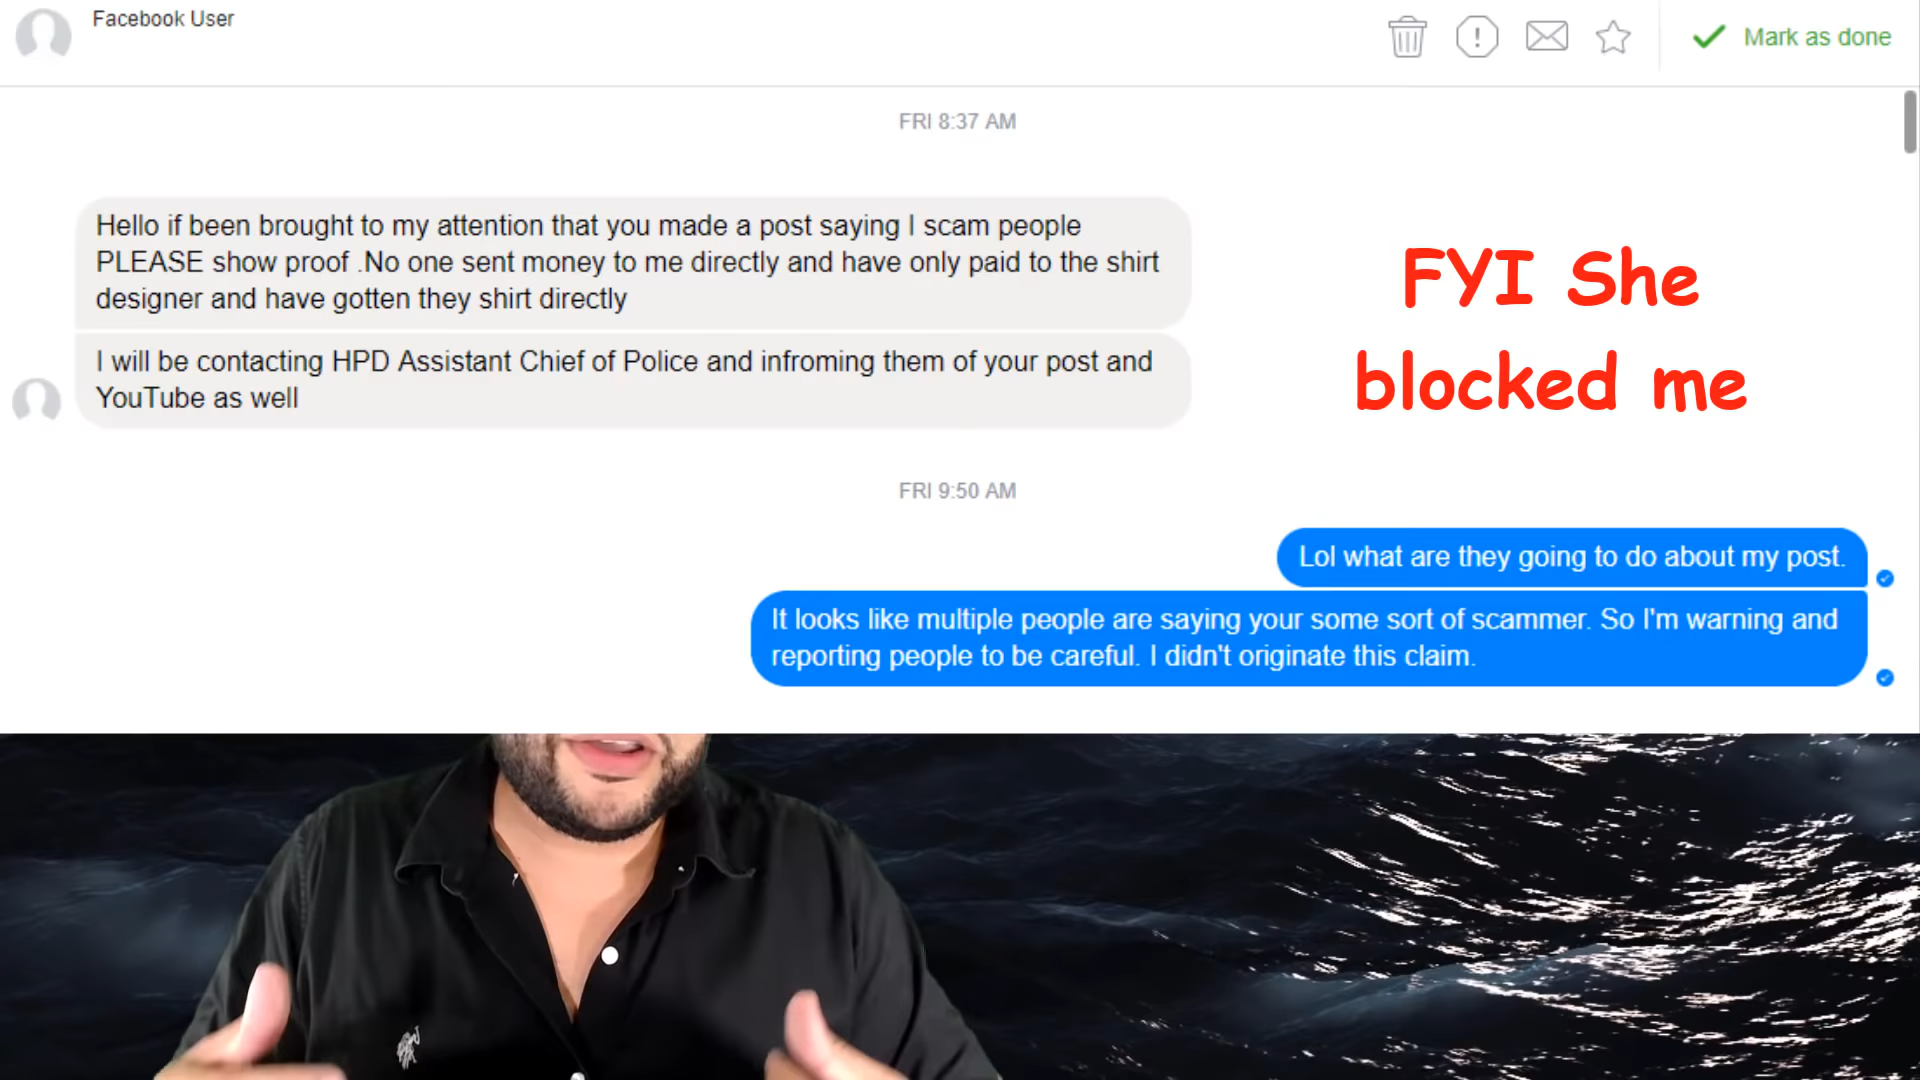 Facebook User
Mark as done
FRI 8:37 AM
Hello if been brought to my attention that you made a post saying I scam people
PLEASE show proof .No one sent money to me directly and have only paid to the shirt
designer and have gotten they shirt directly
I will be contacting HPD Assistant Chief of Police and infroming them of your post and
YouTube as well
FYI She
blocked me
FRI 9:50 AM
Lol what are they going to do about my post.
It looks like multiple people are saying your some sort of scammer. So I'm warning and
reporting people to be careful. I didn't originate this claim.